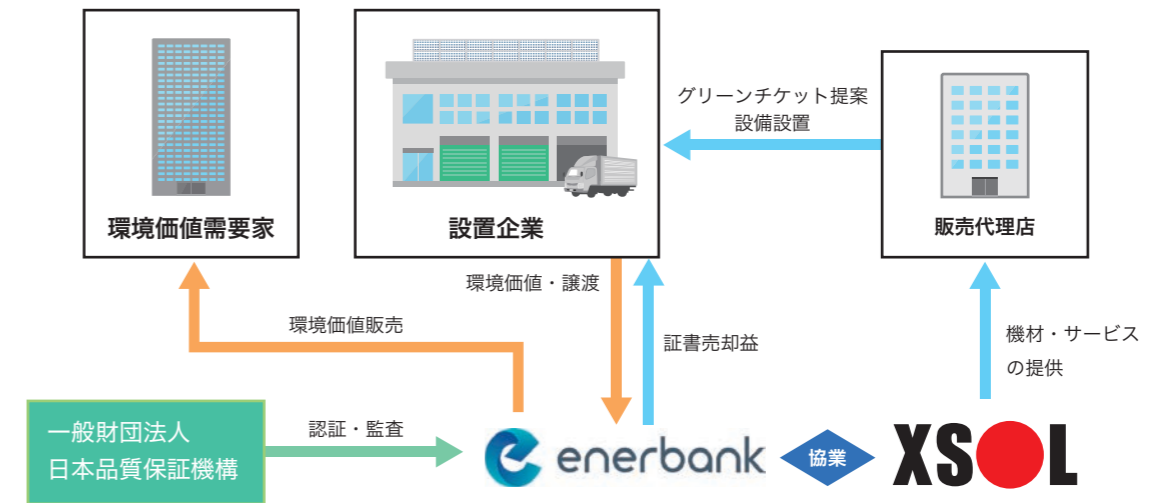 グリーンチケット提案
設備設置
環境価値需要家
設置企業
販売代理店
環境価値・譲渡
環境価値販売
証書売却益
機材・サービス
の提供
一般財団法人
日本品質保証機構
認証・監査
enerbank
協業
XSOL